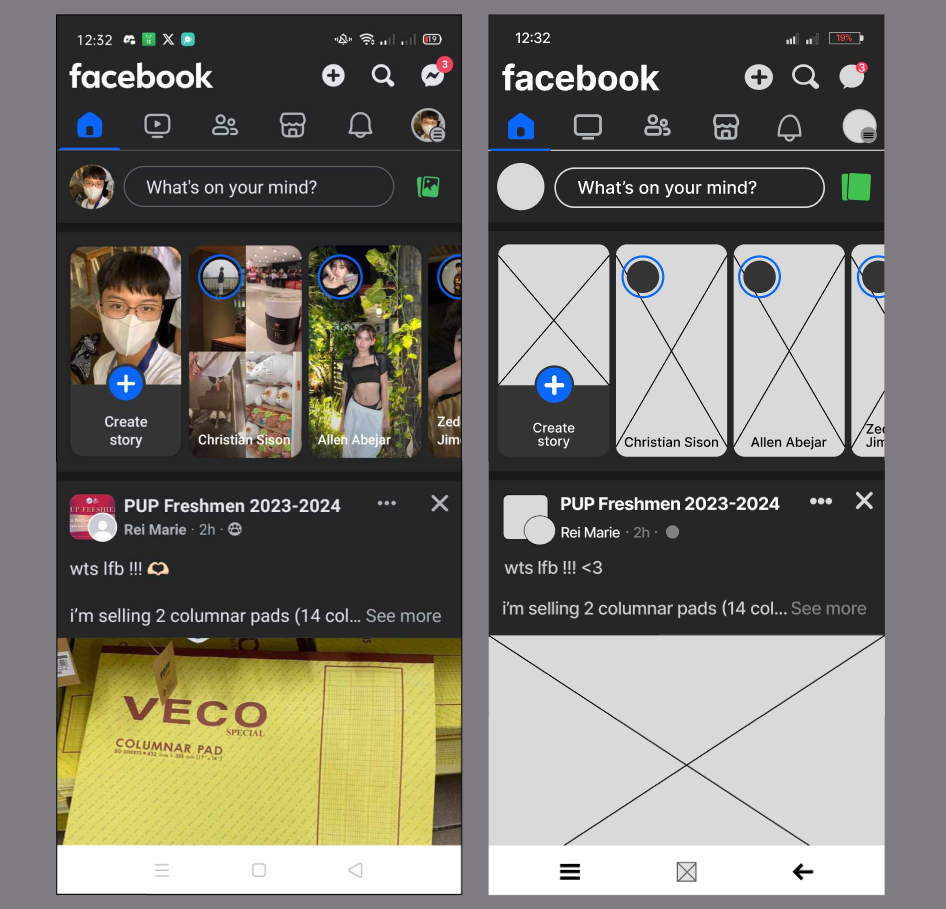 12:32
19
facebook
3
What's on your mind?
Create
story
Christian Sison
Allen Abejar
Zed
Jim
PUP Freshmen 2023-2024
Rei Marie · 2h ·
wts lfb !!! 🫶🏻
i'm selling 2 columnar pads (14 col... See more
VECO
SPECIAL
COLUMNAR PAD
12:32
19%
facebook
3
What's on your mind?
Create
story
Christian Sison
Allen Abejar
Zed
Jim
PUP Freshmen 2023-2024
Rei Marie · 2h ·
wts lfb !!! <3
i'm selling 2 columnar pads (14 col... See more